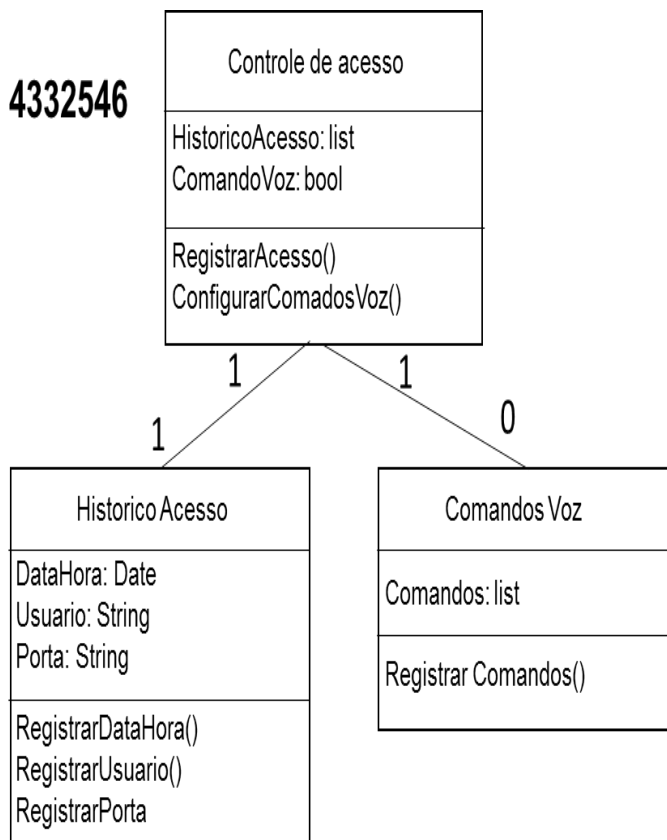 4332546
Controle de acesso
HistoricoAcesso: list
ComandoVoz: bool
RegistrarAcesso()
ConfigurarComadosVoz()
1
1
1
0
Historico Acesso
DataHora: Date
Usuario: String
Porta: String
RegistrarDataHora()
RegistrarUsuario()
RegistrarPorta
Comandos Voz
Comandos: list
Registrar Comandos()